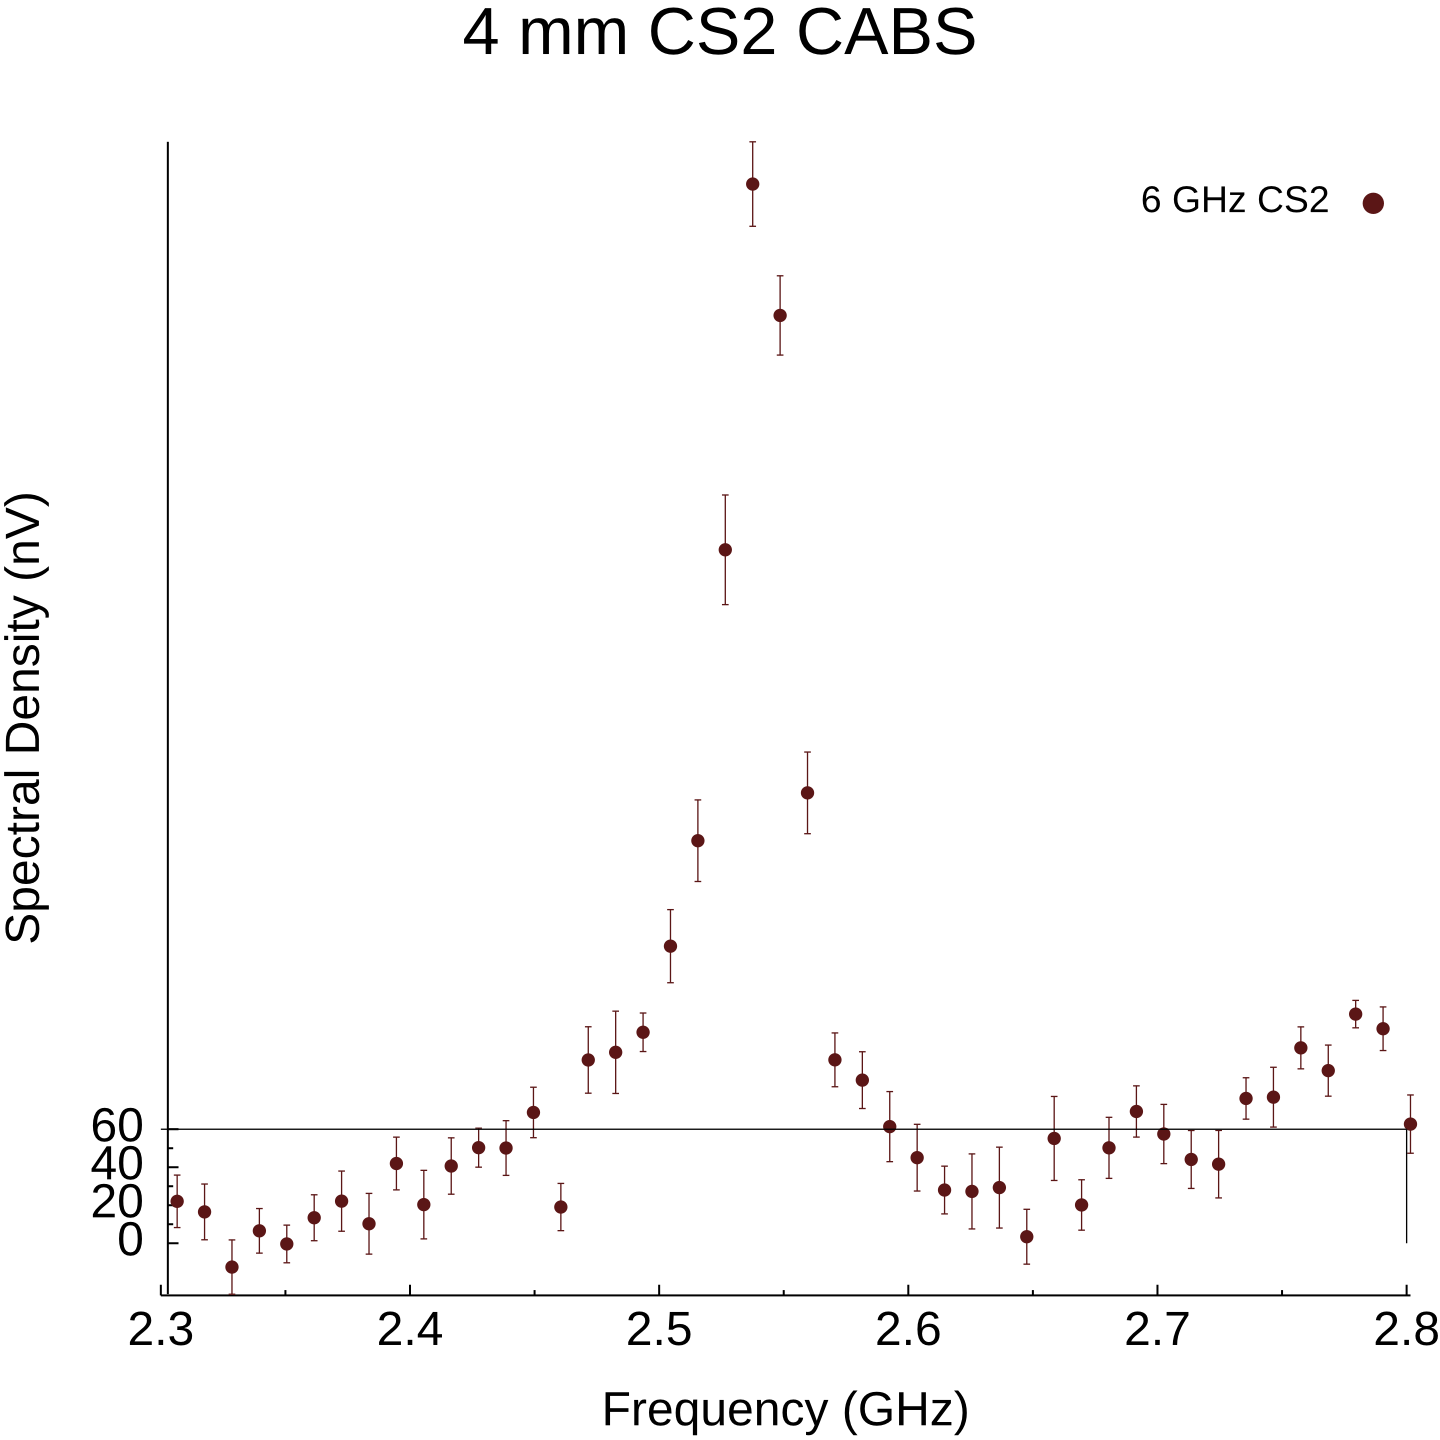 4 mm CS2 CABS
6 GHz CS2
Spectral Density (nV)
60
40
20
0
2.3 2.4 2.5 2.6 2.7 2.8
Frequency (GHz)